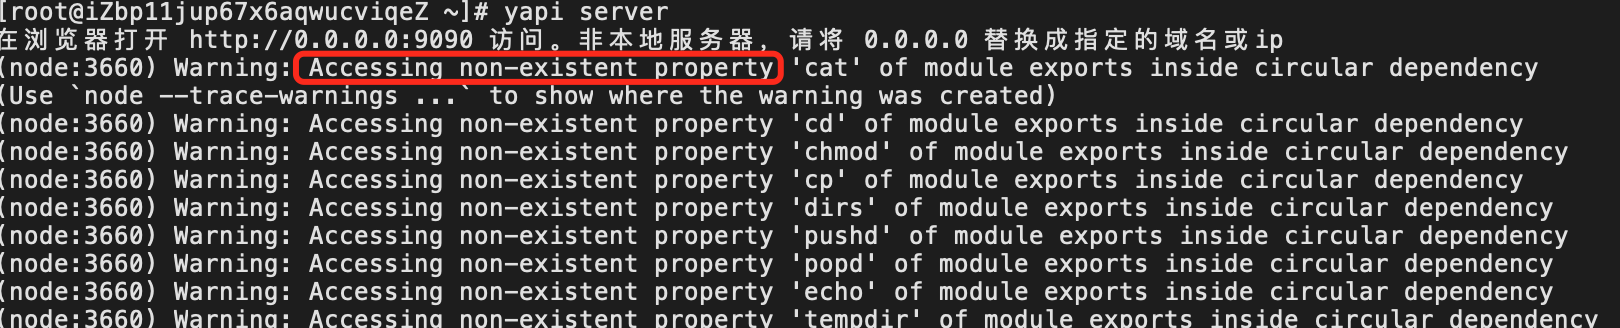 [root@iZbp11jup67x6aqwucviqeZ ~]# yapi server
在浏览器打开 http://0.0.0.0:9090 访问。非本地服务器，请将 0.0.0.0 替换成指定的域名或ip
(node:3660) Warning: Accessing non-existent property 'cat' of module exports inside circular dependency
(Use `node --trace-warnings ...` to show where the warning was created)
(node:3660) Warning: Accessing non-existent property 'cd' of module exports inside circular dependency
(node:3660) Warning: Accessing non-existent property 'chmod' of module exports inside circular dependency
(node:3660) Warning: Accessing non-existent property 'cp' of module exports inside circular dependency
(node:3660) Warning: Accessing non-existent property 'dirs' of module exports inside circular dependency
(node:3660) Warning: Accessing non-existent property 'pushd' of module exports inside circular dependency
(node:3660) Warning: Accessing non-existent property 'popd' of module exports inside circular dependency
(node:3660) Warning: Accessing non-existent property 'echo' of module exports inside circular dependency
(node:3660) Warning: Accessing non-existent property 'tempdir' of module exports inside circular dependency